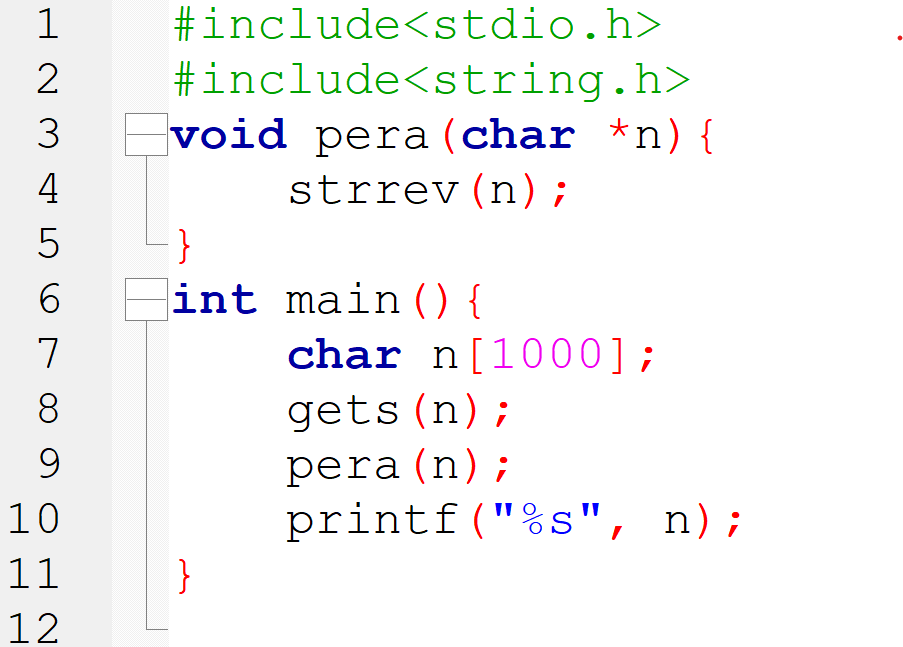 1 #include<stdio.h>
2 #include<string.h>
3 void pera(char *n){
4     strrev(n);
5 }
6 int main(){
7     char n[1000];
8     gets(n);
9     pera(n);
10     printf("%s", n);
11 }
12